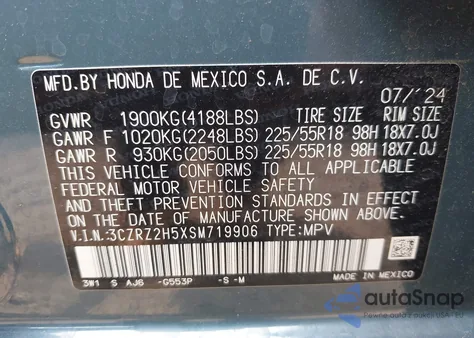 MFD.BY HONDA DE MEXICO S.A. DE C.V.
07/'24
GVWR 1900KG(4188LBS) TIRE SIZE RIM SIZE
GAWR F 1020KG(2248LBS) 225/55R18 98H 18X7.0J
GAWR R 930KG(2050LBS) 225/55R18 98H 18X7.0J
THIS VEHICLE CONFORMS TO ALL APPLICABLE
FEDERAL MOTOR VEHICLE SAFETY AND THEFT
PREVENTION STANDARDS IN EFFECT ON THE
DATE OF MANUFACTURE SHOWN ABOVE.
V.I.N.:3CZRZ2H5XSM719906 TYPE:MPV
3W1 S AJ6 -G553P -S-M
MADE IN MEXICO
autoSnap